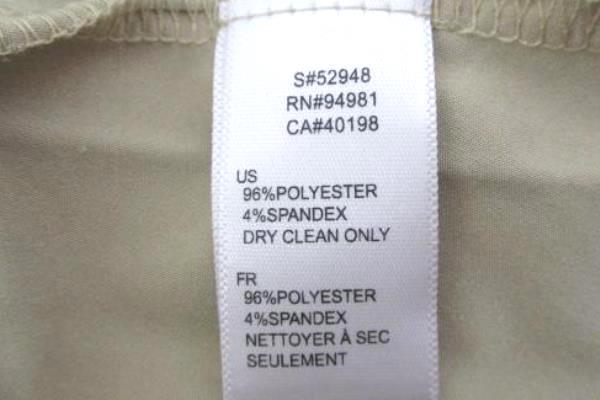 S#52948
RN#94981
CA#40198
US
96%POLYESTER
4%SPANDEX
DRY CLEAN ONLY
FR
96%POLYESTER
4%SPANDEX
NETTOYER À SEC
SEULEMENT